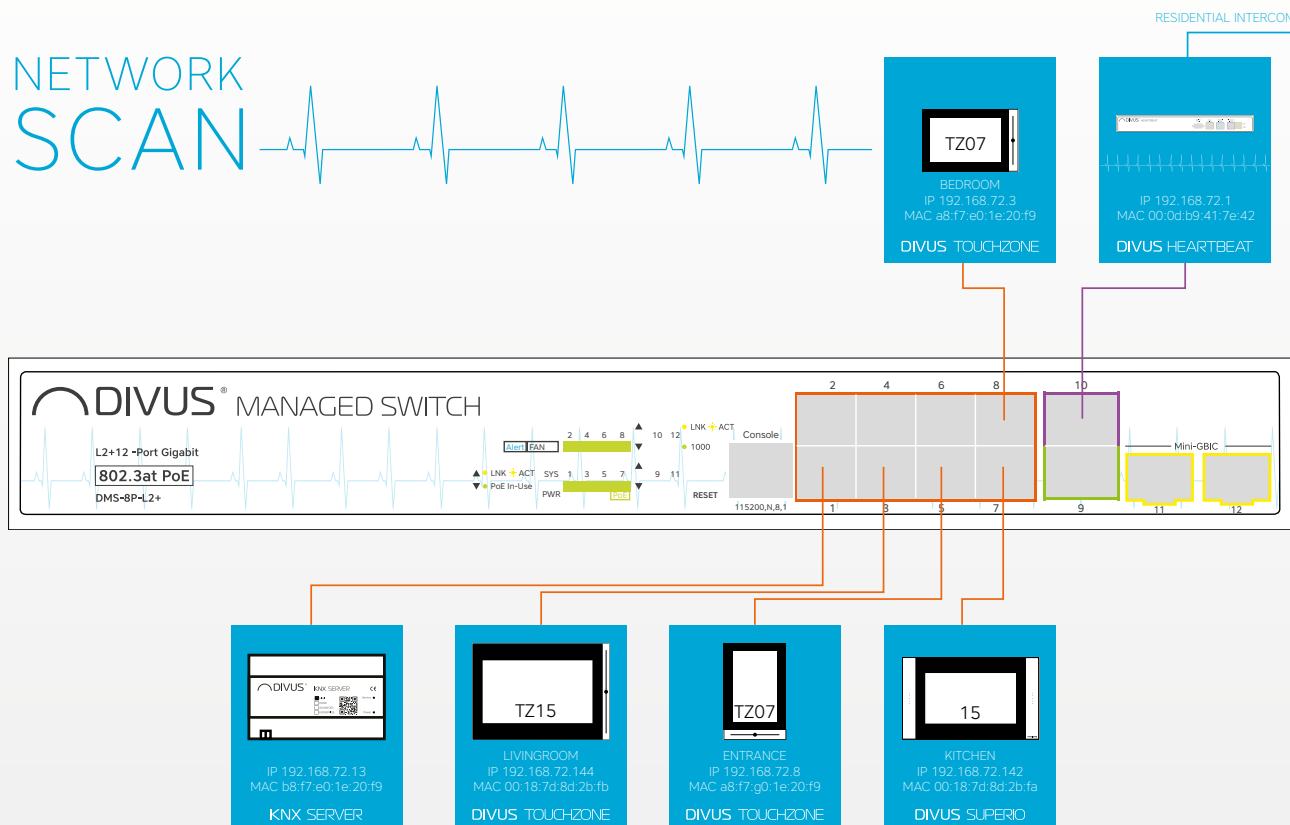 RESIDENTIAL INTERCOM
NETWORK
SCAN
TZ07
BEDROOM
IP 192.168.72.3
MAC a8:f7:e0:1e:20:f9
DIVUS TOUCHZONE
DIVUS HEARTBEAT
IP 192.168.72.1
MAC 00:0d:b9:41:7e:42
DIVUS HEARTBEAT
DIVUS® MANAGED SWITCH
L2+12 -Port Gigabit
802.3at PoE
DMS-8P-L2+
Alert FAN
2 4 6 8 ▲ 10 12 LNK ACT
▼ 1000
▲ LNK ACT SYS 1 3 5 7 ▲ 9 11
▼ PoE In-Use PWR PoE ▼ RESET
Console
115200,N,8,1
2 4 6 8 10
Mini-GBIC
1 3 5 7 9 11 12
DIVUS® KNX SERVER CE
IP 192.168.72.13
MAC b8:f7:e0:1e:20:f9
KNX SERVER
TZ15
LIVINGROOM
IP 192.168.72.144
MAC 00:18:7d:8d:2b:fb
DIVUS TOUCHZONE
TZ07
ENTRANCE
IP 192.168.72.8
MAC a8:f7:g0:1e:20:f9
DIVUS TOUCHZONE
15
KITCHEN
IP 192.168.72.142
MAC 00:18:7d:8d:2b:fa
DIVUS SUPERIO